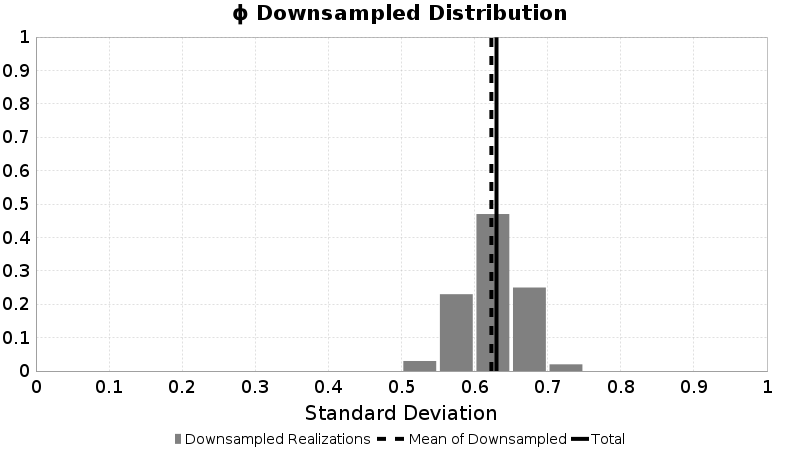 ϕ Downsampled Distribution
1
0.9
0.8
0.7
0.6
0.5
0.4
0.3
0.2
0.1
0
0 0.1 0.2 0.3 0.4 0.5 0.6 0.7 0.8 0.9 1
Standard Deviation
Downsampled Realizations Mean of Downsampled Total